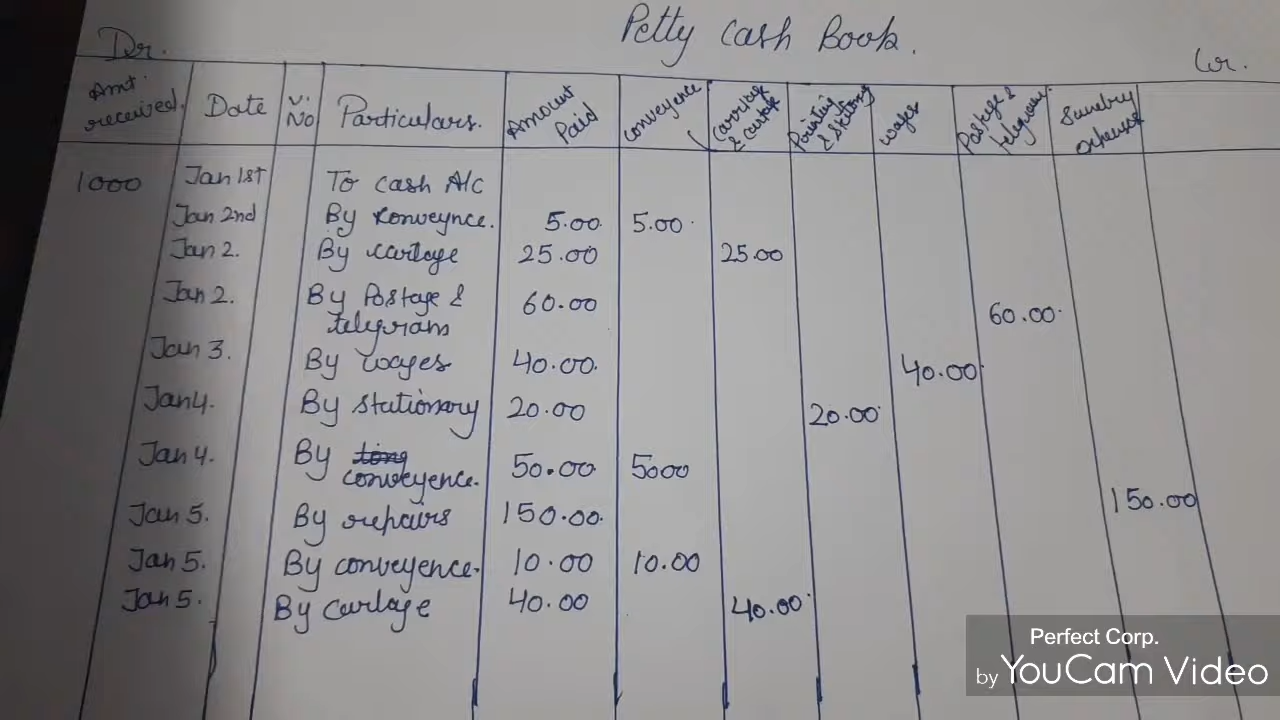 Petty Cash Book.
Dr.
Cr.
Amt. received. Date V. No Particulars. Amount Paid Conveyence Carriage & Cartage Printing & Stationary Wages Postage & telegrams Sundry expenses
1000 Jan 1st To cash A/c
Jan 2nd By Conveynce. 5.00 5.00
Jan 2. By cartage 25.00 25.00
Jan 2. By Postage & 60.00 60.00
telegrams
Jan 3. By wages 40.00 40.00
Jan 4. By stationary 20.00 20.00
Jan 4. By conveyence. 50.00 5000
Jan 5. By repairs 150.00 150.00
Jan 5. By conveyence. 10.00 10.00
Jan 5. By cartage 40.00 40.00
Perfect Corp.
by YouCam Video